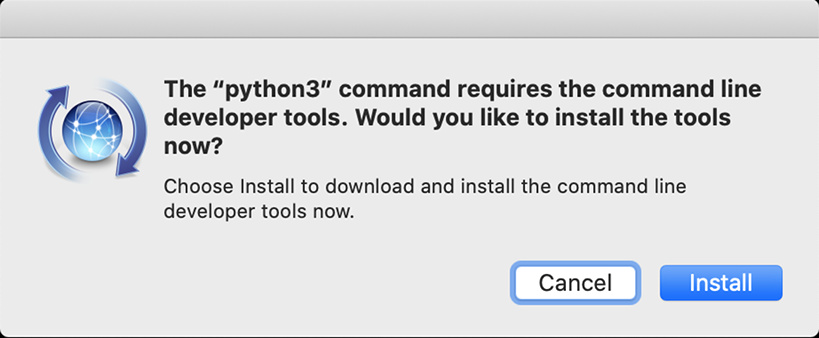 The “python3” command requires the command line
developer tools. Would you like to install the tools
now?
Choose Install to download and install the command line
developer tools now.
Cancel
Install